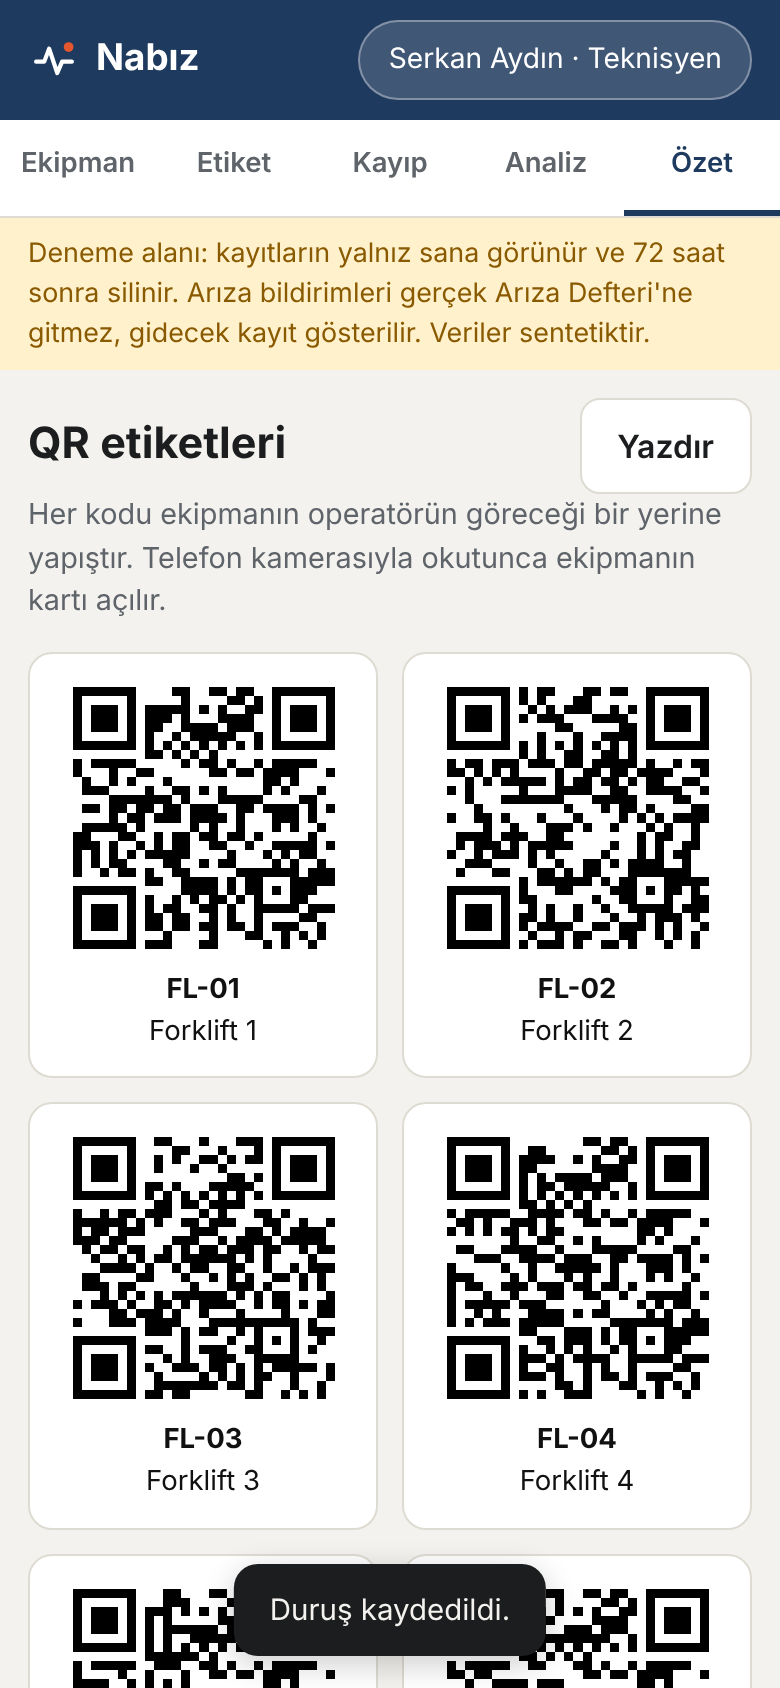 Nabız
Serkan Aydın · Teknisyen
Ekipman
Etiket
Kayıp
Analiz
Özet
Deneme alanı: kayıtların yalnız sana görünür ve 72 saat
sonra silinir. Arıza bildirimleri gerçek Arıza Defteri'ne
gitmez, gidecek kayıt gösterilir. Veriler sentetiktir.
QR etiketleri
Yazdır
Her kodu ekipmanın operatörün göreceği bir yerine
yapıştır. Telefon kamerasıyla okutunca ekipmanın
kartı açılır.
FL-01
Forklift 1
FL-02
Forklift 2
FL-03
Forklift 3
FL-04
Forklift 4
Duruş kaydedildi.